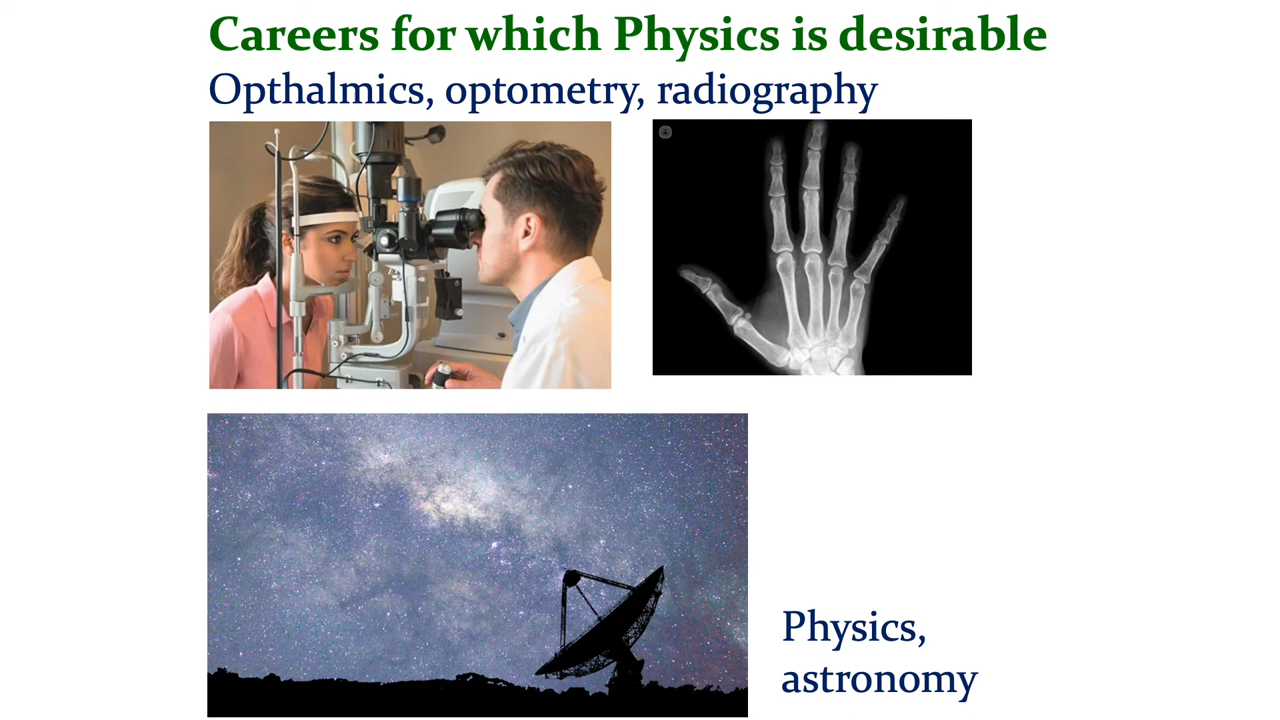 Careers for which Physics is desirable
Opthalmics, optometry, radiography
Physics,
astronomy